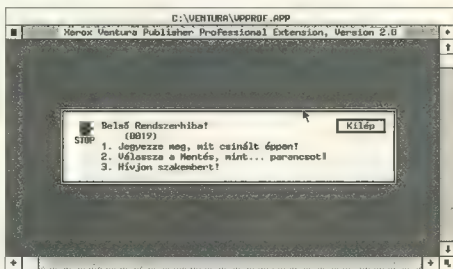 C:\VENTURA\VPPROF.APP
Xerox Ventura Publisher Professional Extension, Version 2.0
Belső Rendszerhiba!
(0019)
STOP
Kilép
1. Jegyezze meg, mit csinált éppen!
2. Válassza a Mentés, mint... parancsot!
3. Hívjon szakembert!